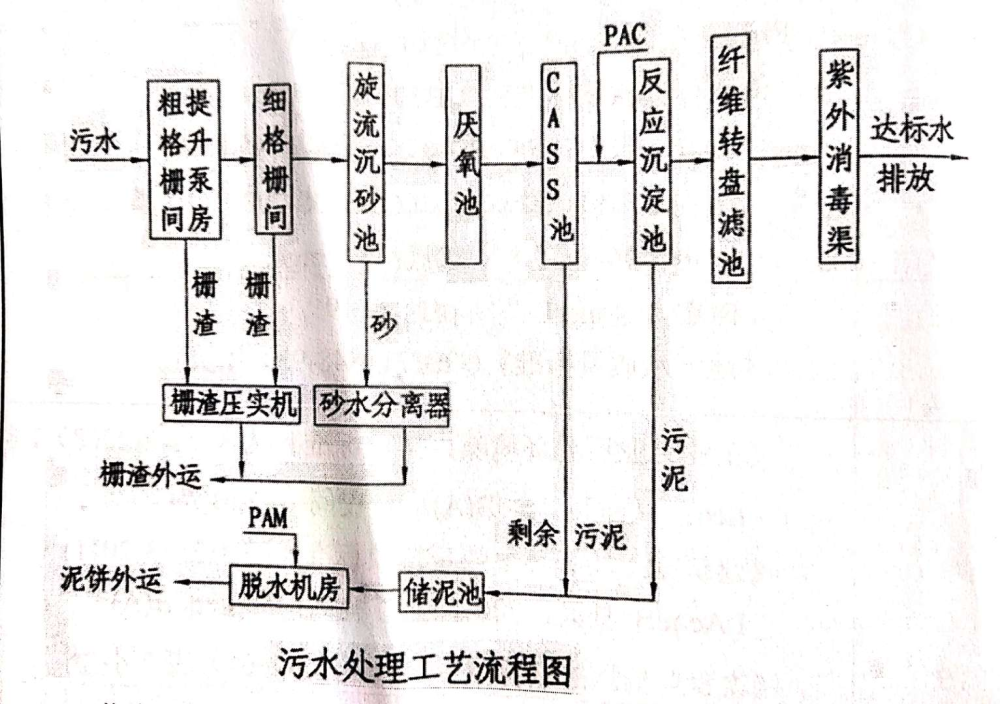 PAC
污水
粗格栅间
提升泵房
细格栅间
旋流沉砂池
厌氧池
CASS池
反应沉淀池
纤维转盘滤池
紫外消毒渠
达标水
排放
栅渣
栅渣
砂
栅渣压实机
砂水分离器
栅渣外运
污泥
剩余污泥
PAM
泥饼外运
脱水机房
储泥池
污水处理工艺流程图